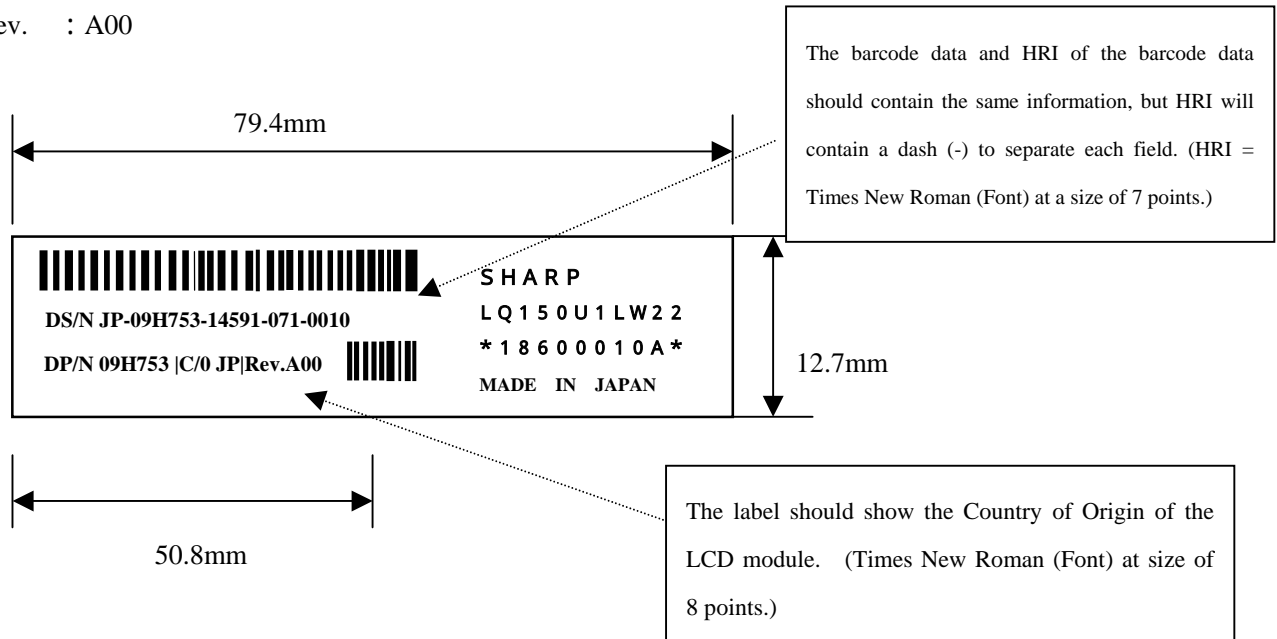 ev. : A00
The barcode data and HRI of the barcode data
should contain the same information, but HRI will
contain a dash (-) to separate each field. (HRI =
Times New Roman (Font) at a size of 7 points.)
79.4mm
SHARP
LQ150U1LW22
*18600010A*
MADE IN JAPAN
DS/N JP-09H753-14591-071-0010
DP/N 09H753 |C/0 JP|Rev.A00
12.7mm
50.8mm
The label should show the Country of Origin of the
LCD module. (Times New Roman (Font) at size of
8 points.)